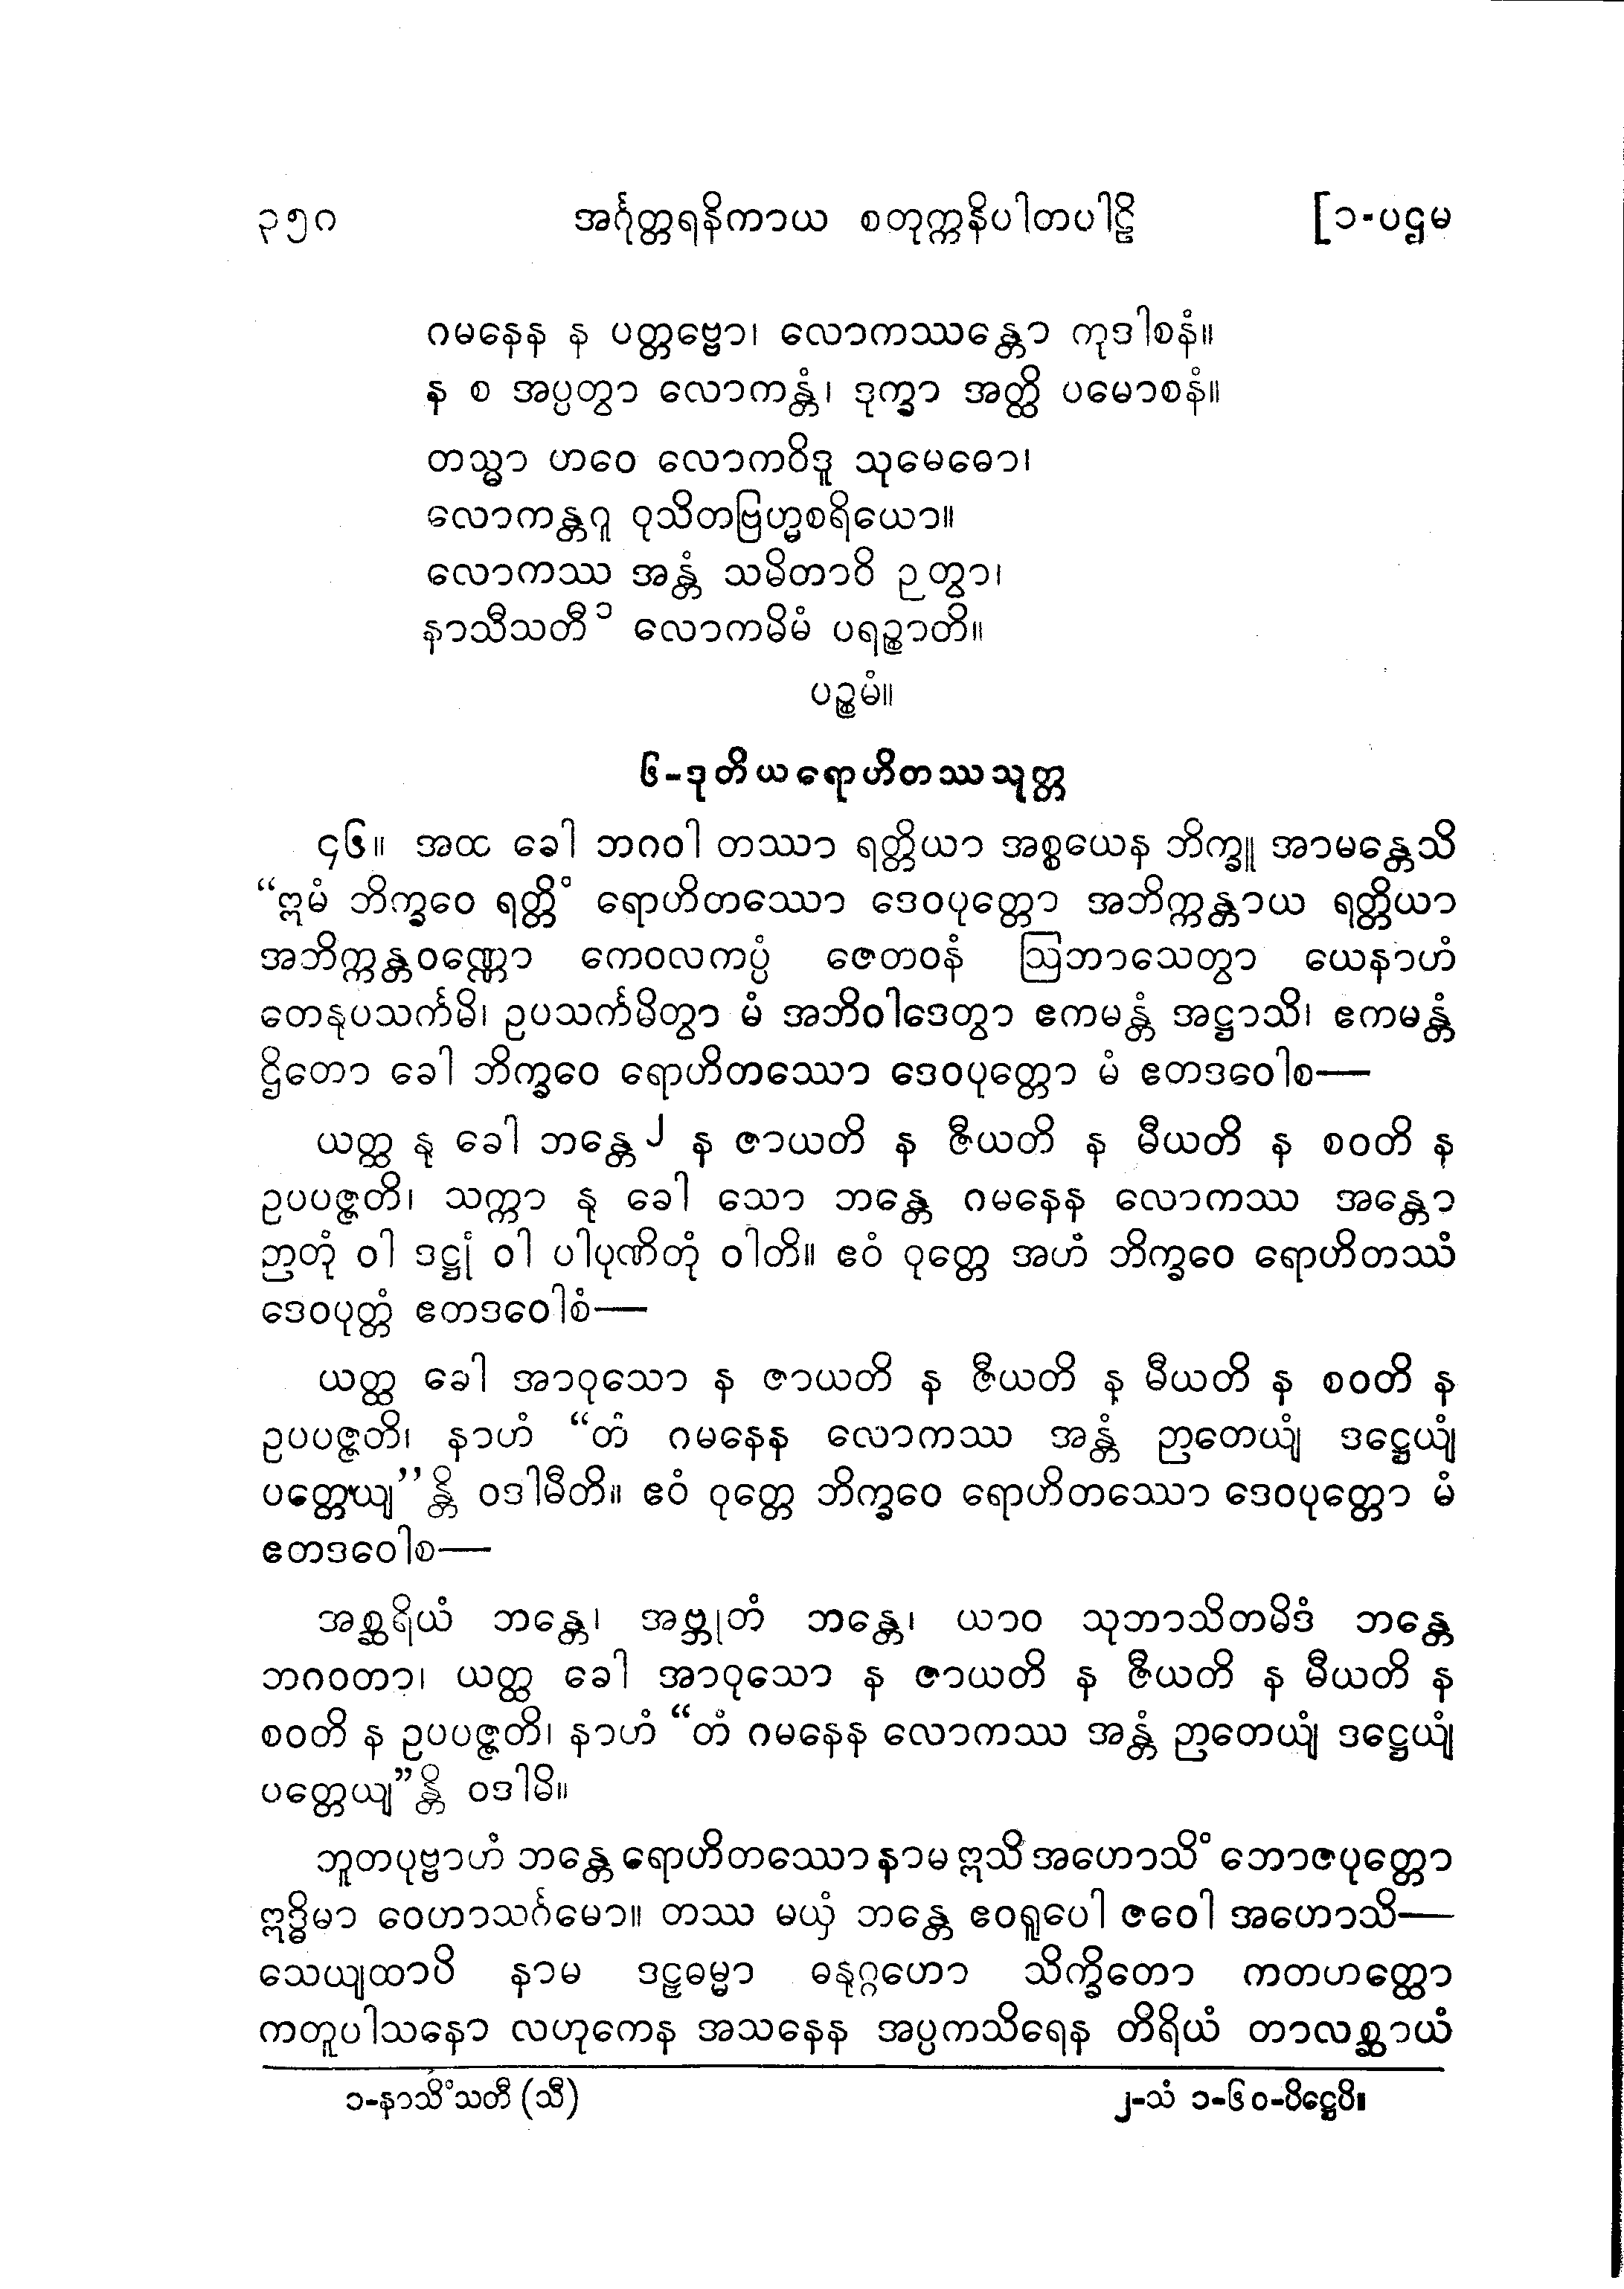 ၃၅၈ အင်္ဂုတ္တရနိကာယ စတုက္ကနိပါတပါဠိ [၁-ပဌမ
ဂမနေန န ပတ္တဗ္ဗော၊ လောကဿန္တော ကုဒါစနံ။
န စ အပ္ပတွာ လောကန္တံ၊ ဒုက္ခာ အတ္ထိ ပမောစနံ။
တသ္မာ ဟဝေ လောကဝိဒူ သုမေဓော၊
လောကန္တဂူ ဝုသိတဗြဟ္မစရိယော။
လောကဿ အန္တံ သမိတာဝိ ဉတွာ၊
နာသီသတီ ၁ လောကမိမံ ပရဉ္စာတိ။
ပဉ္စမံ။
၆-ဒုတိယရောဟိတဿသုတ္တ
၄၆။ အထ ခေါ ဘဂဝါ တဿာ ရတ္တိယာ အစ္စယေန ဘိက္ခူ အာမန္တေသိ
“ဣမံ ဘိက္ခဝေ ရတ္တိံ ရောဟိတဿော ဒေဝပုတ္တော အဘိက္ကန္တာယ ရတ္တိယာ
အဘိက္ကန္တဝဏ္ဏော ကေဝလကပ္ပံ ဇေတဝနံ ဩဘာသေတွာ ယေနာဟံ
တေနုပသင်္ကမိ၊ ဥပသင်္ကမိတွာ မံ အဘိဝါဒေတွာ ဧကမန္တံ အဋ္ဌာသိ၊ ဧကမန္တံ
ဌိတော ခေါ ဘိက္ခဝေ ရောဟိတဿော ဒေဝပုတ္တော မံ ဧတဒဝေါစ—
ယတ္ထ နု ခေါ ဘန္တေ ၂ န ဇာယတိ န ဇီယတိ န မီယတိ န စဝတိ န
ဥပပဇ္ဇတိ၊ သက္ကာ နု ခေါ သော ဘန္တေ ဂမနေန လောကဿ အန္တော
ဉာတုံ ဝါ ဒဋ္ဌုံ ဝါ ပါပုဏိတုံ ဝါတိ။ ဧဝံ ဝုတ္တေ အဟံ ဘိက္ခဝေ ရောဟိတဿံ
ဒေဝပုတ္တံ ဧတဒဝေါစံ—
ယတ္ထ ခေါ အာဝုသော န ဇာယတိ န ဇီယတိ န မီယတိ န စဝတိ န
ဥပပဇ္ဇတိ၊ နာဟံ “တံ ဂမနေန လောကဿ အန္တံ ဉာတေယျံ ဒဋ္ဌေယျံ
ပတ္တေယျ”န္တိ ဝဒါမီတိ။ ဧဝံ ဝုတ္တေ ဘိက္ခဝေ ရောဟိတဿော ဒေဝပုတ္တော မံ
ဧတဒဝေါစ—
အစ္ဆရိယံ ဘန္တေ၊ အဗ္ဘုတံ ဘန္တေ၊ ယာဝ သုဘာသိတမိဒံ ဘန္တေ
ဘဂဝတာ၊ ယတ္ထ ခေါ အာဝုသော န ဇာယတိ န ဇီယတိ န မီယတိ န
စဝတိ န ဥပပဇ္ဇတိ၊ နာဟံ “တံ ဂမနေန လောကဿ အန္တံ ဉာတေယျံ ဒဋ္ဌေယျံ
ပတ္တေယျ”န္တိ ဝဒါမိ။
ဘူတပုဗ္ဗာဟံ ဘန္တေ ရောဟိတဿော နာမ ဣသိ အဟောသိံ ဘောဇပုတ္တော
ဣဒ္ဓိမာ ဝေဟာသင်္ဂမော။ တဿ မယှံ ဘန္တေ ဧဝရူပေါ ဇဝေါ အဟောသိ—
သေယျထာပိ နာမ ဒဠှဓမ္မာ ဓနုဂ္ဂဟော သိက္ခိတော ကတဟတ္ထော
ကတူပါသနော လဟုကေန အသနေန အပ္ပကသိရေန တိရိယံ တာလစ္ဆာယံ
၁-နာသိံသတီ (သီ) ၂-သံ ၁-၆၀-ပိဋ္ဌေပိ။